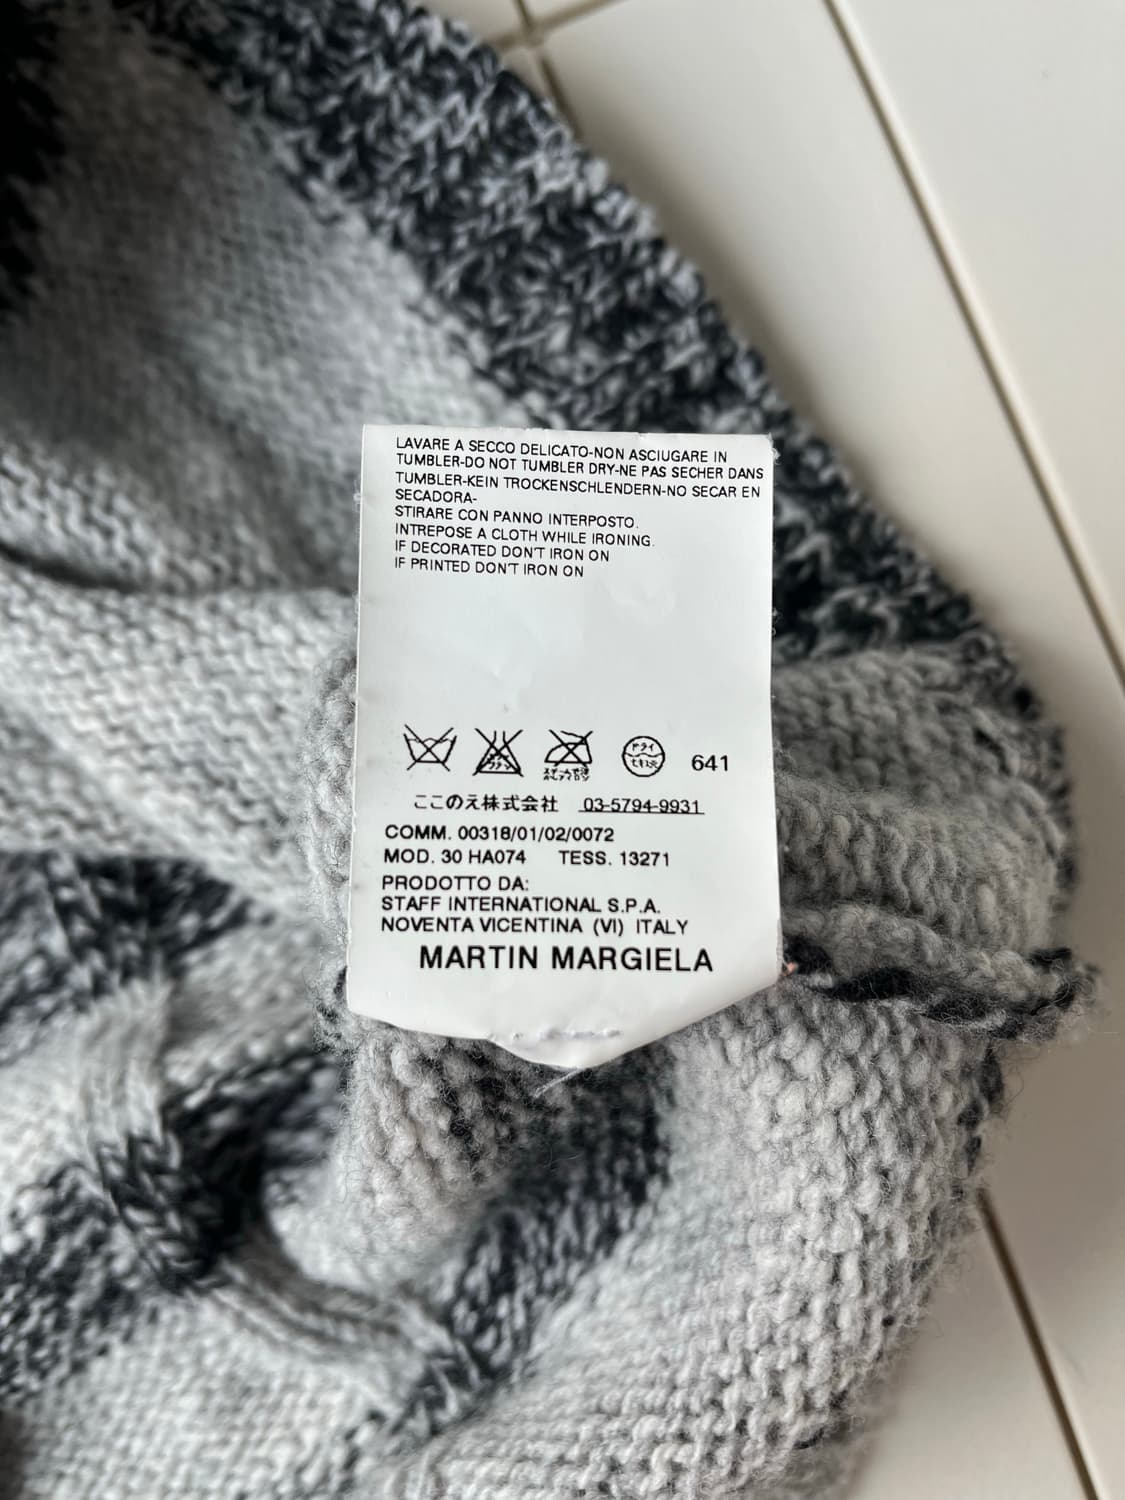 LAVARE A SECCO DELICATO-NON ASCIUGARE IN
TUMBLER-DO NOT TUMBLER DRY-NE PAS SECHER DANS
TUMBLER-KEIN TROCKENSCHLENDERN-NO SECAR EN
SECADORA-
STIRARE CON PANNO INTERPOSTO.
INTREPOSE A CLOTH WHILE IRONING.
IF DECORATED DON'T IRON ON
IF PRINTED DON'T IRON ON
ドライ
641
ここのえ株式会社 03-5794-9931
COMM. 00318/01/02/0072
MOD. 30 HA074 TESS. 13271
PRODOTTO DA:
STAFF INTERNATIONAL S.P.A.
NOVENTA VICENTINA (VI) ITALY
MARTIN MARGIELA